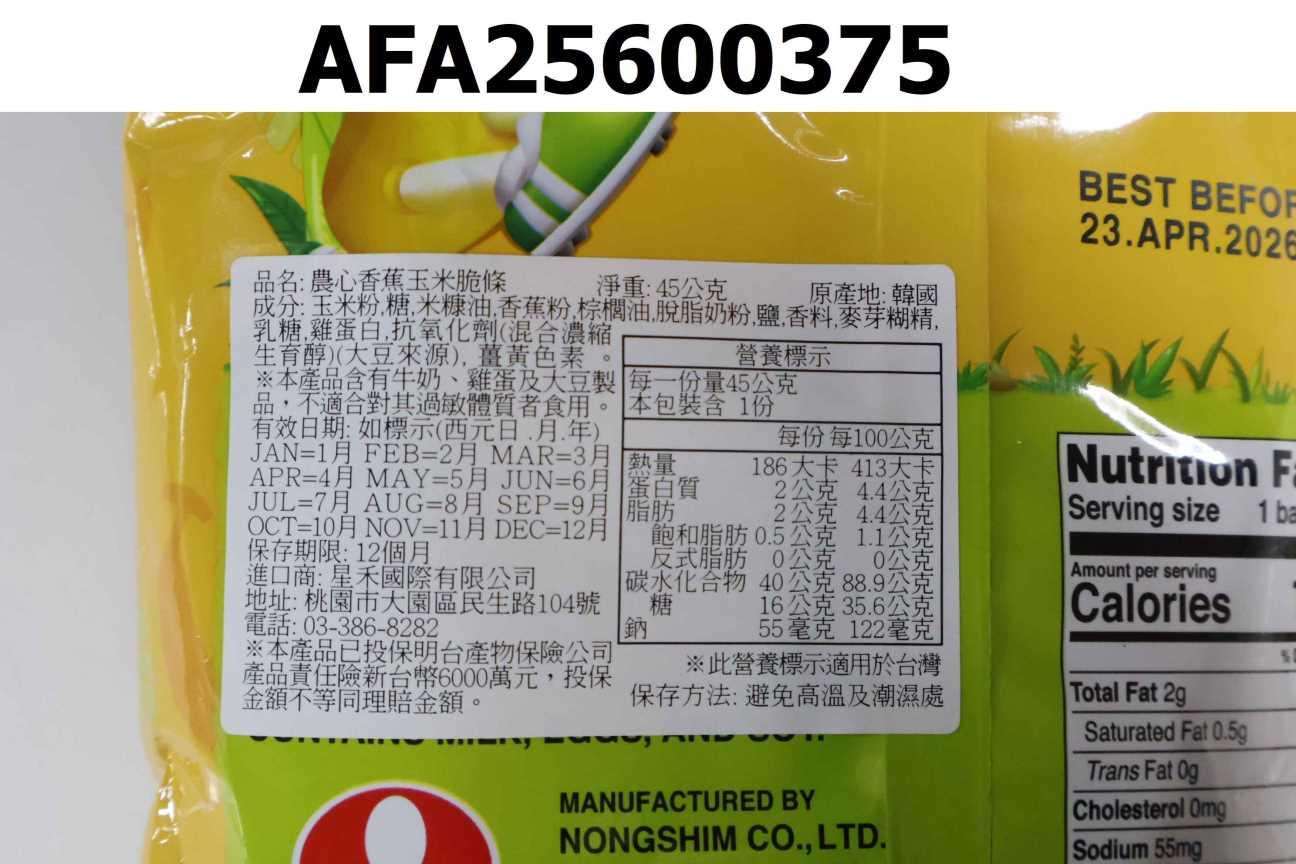 AFA25600375
BEST BEFOR
23.APR.2026
品名: 農心香蕉玉米脆條 淨重: 45公克 原產地: 韓國
成分: 玉米粉,糖,米糠油,香蕉粉,棕櫚油,脫脂奶粉,鹽,香料,麥芽糊精,
乳糖,雞蛋白,抗氧化劑(混合濃縮
生育醇)(大豆來源), 薑黃色素 。
※本產品含有牛奶、雞蛋及大豆製
品，不適合對其過敏體質者食用。
有效日期: 如標示(西元日.月.年)
JAN=1月 FEB=2月 MAR=3月
APR=4月 MAY=5月 JUN=6月
JUL=7月 AUG=8月 SEP=9月
OCT=10月 NOV=11月 DEC=12月
保存期限: 12個月
進口商: 星禾國際有限公司
地址: 桃園市大園區民生路104號
電話: 03-386-8282
※本產品已投保明台產物保險公司
產品責任險新台幣6000萬元，投保
金額不等同理賠金額。
營養標示
每一份量45公克
本包裝含 1份
每份 每100公克
熱量 186大卡 413大卡
蛋白質 2公克 4.4公克
脂肪 2公克 4.4公克
飽和脂肪 0.5公克 1.1公克
反式脂肪 0公克 0公克
碳水化合物 40公克 88.9公克
糖 16公克 35.6公克
鈉 55毫克 122毫克
※此營養標示適用於台灣
保存方法: 避免高溫及潮濕處
CONTAINS MILK, EGGS, AND SOY.
MANUFACTURED BY
NONGSHIM CO., LTD.
Nutrition Fa
Serving size 1 ba
Amount per serving
Calories
Total Fat 2g
Saturated Fat 0.5g
Trans Fat 0g
Cholesterol 0mg
Sodium 55mg